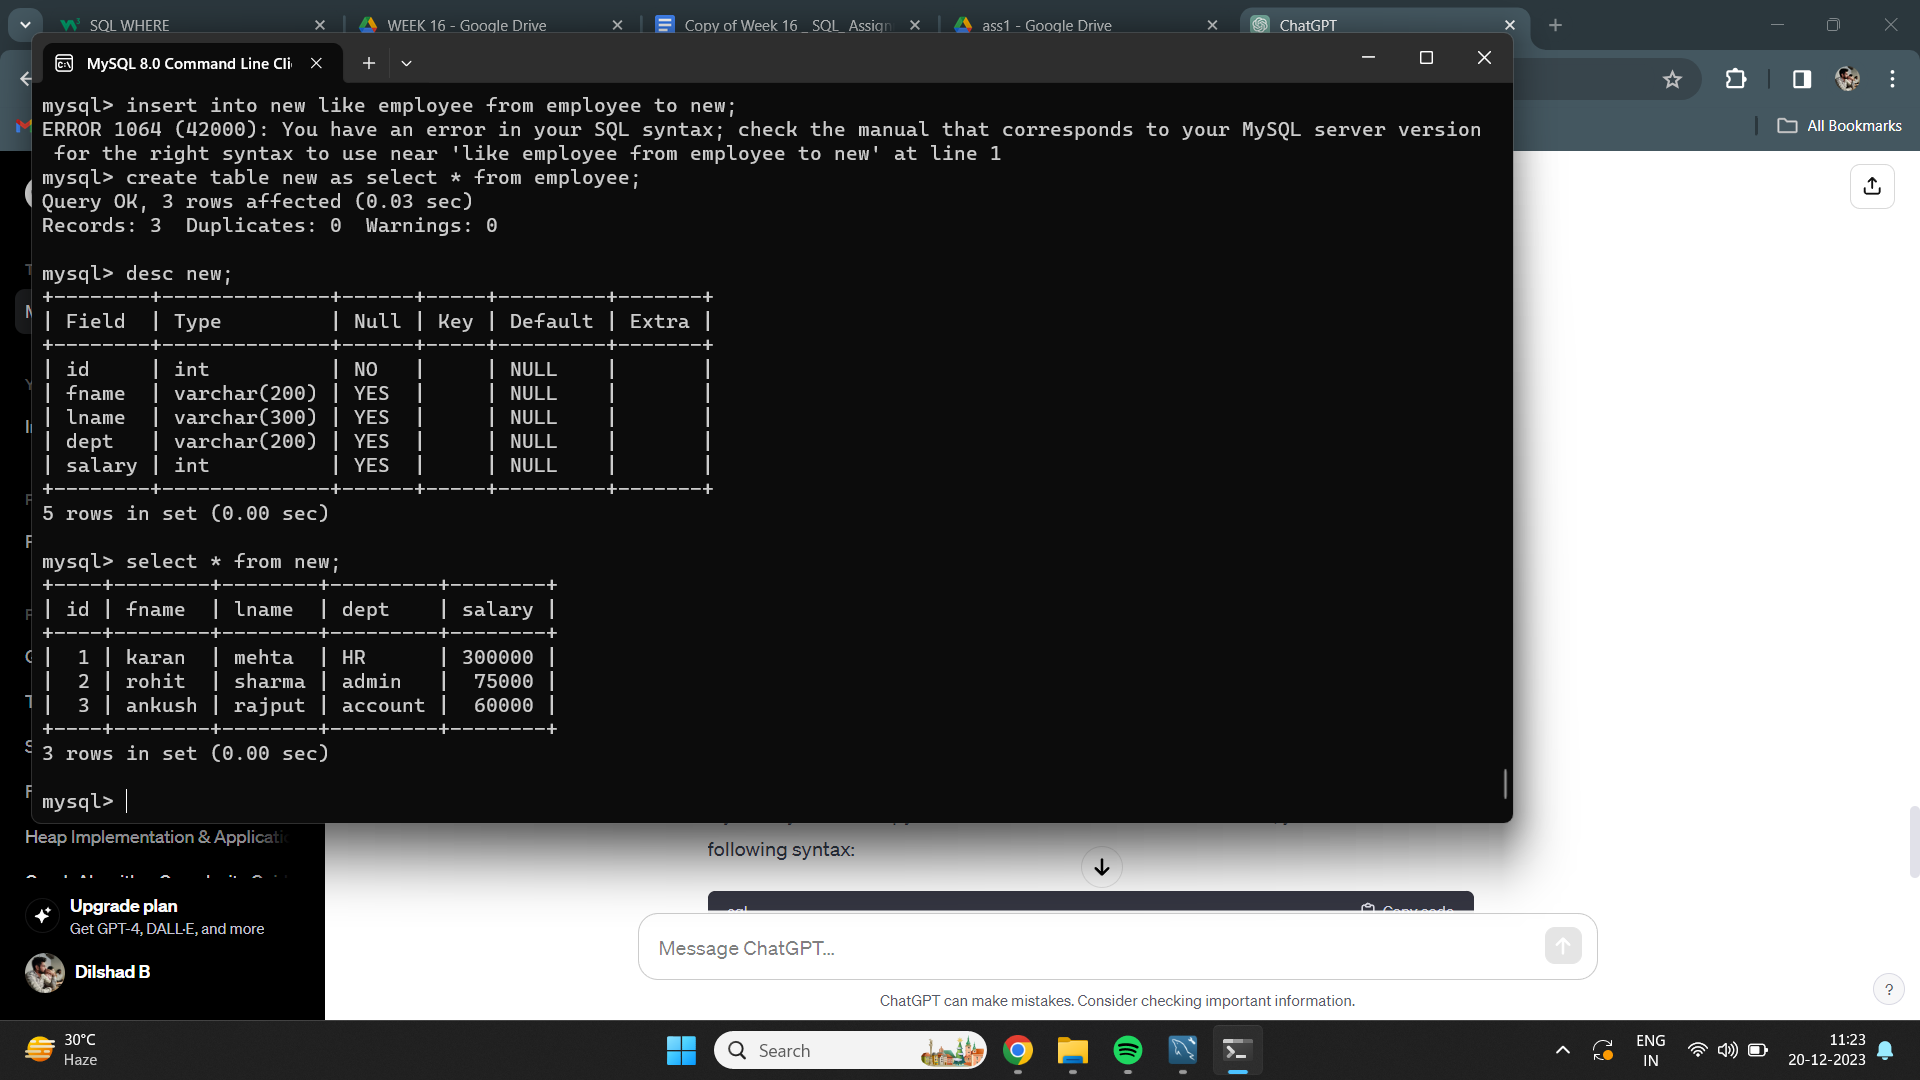 SQL WHERE
WEEK 16 - Google Drive
Copy of Week 16 _ SQL_ Assign
ass1 - Google Drive
ChatGPT
MySQL 8.0 Command Line Cli
All Bookmarks
mysql> insert into new like employee from employee to new;
ERROR 1064 (42000): You have an error in your SQL syntax; check the manual that corresponds to your MySQL server version
for the right syntax to use near 'like employee from employee to new' at line 1
mysql> create table new as select * from employee;
Query OK, 3 rows affected (0.03 sec)
Records: 3  Duplicates: 0  Warnings: 0
mysql> desc new;
+--------+--------------+------+-----+---------+-------+
| Field  | Type         | Null | Key | Default | Extra |
+--------+--------------+------+-----+---------+-------+
| id     | int          | NO   |     | NULL    |       |
| fname  | varchar(200) | YES  |     | NULL    |       |
| lname  | varchar(300) | YES  |     | NULL    |       |
| dept   | varchar(200) | YES  |     | NULL    |       |
| salary | int          | YES  |     | NULL    |       |
+--------+--------------+------+-----+---------+-------+
5 rows in set (0.00 sec)
mysql> select * from new;
+----+--------+--------+---------+--------+
| id | fname  | lname  | dept    | salary |
+----+--------+--------+---------+--------+
|  1 | karan  | mehta  | HR      | 300000 |
|  2 | rohit  | sharma | admin   |  75000 |
|  3 | ankush | rajput | account |  60000 |
+----+--------+--------+---------+--------+
3 rows in set (0.00 sec)
mysql>
Heap Implementation & Applicati
Upgrade plan
Get GPT-4, DALL·E, and more
Dilshad B
following syntax:
sql
Copy code
Message ChatGPT...
ChatGPT can make mistakes. Consider checking important information.
?
30°C
Haze
Search
ENG
IN
11:23
20-12-2023